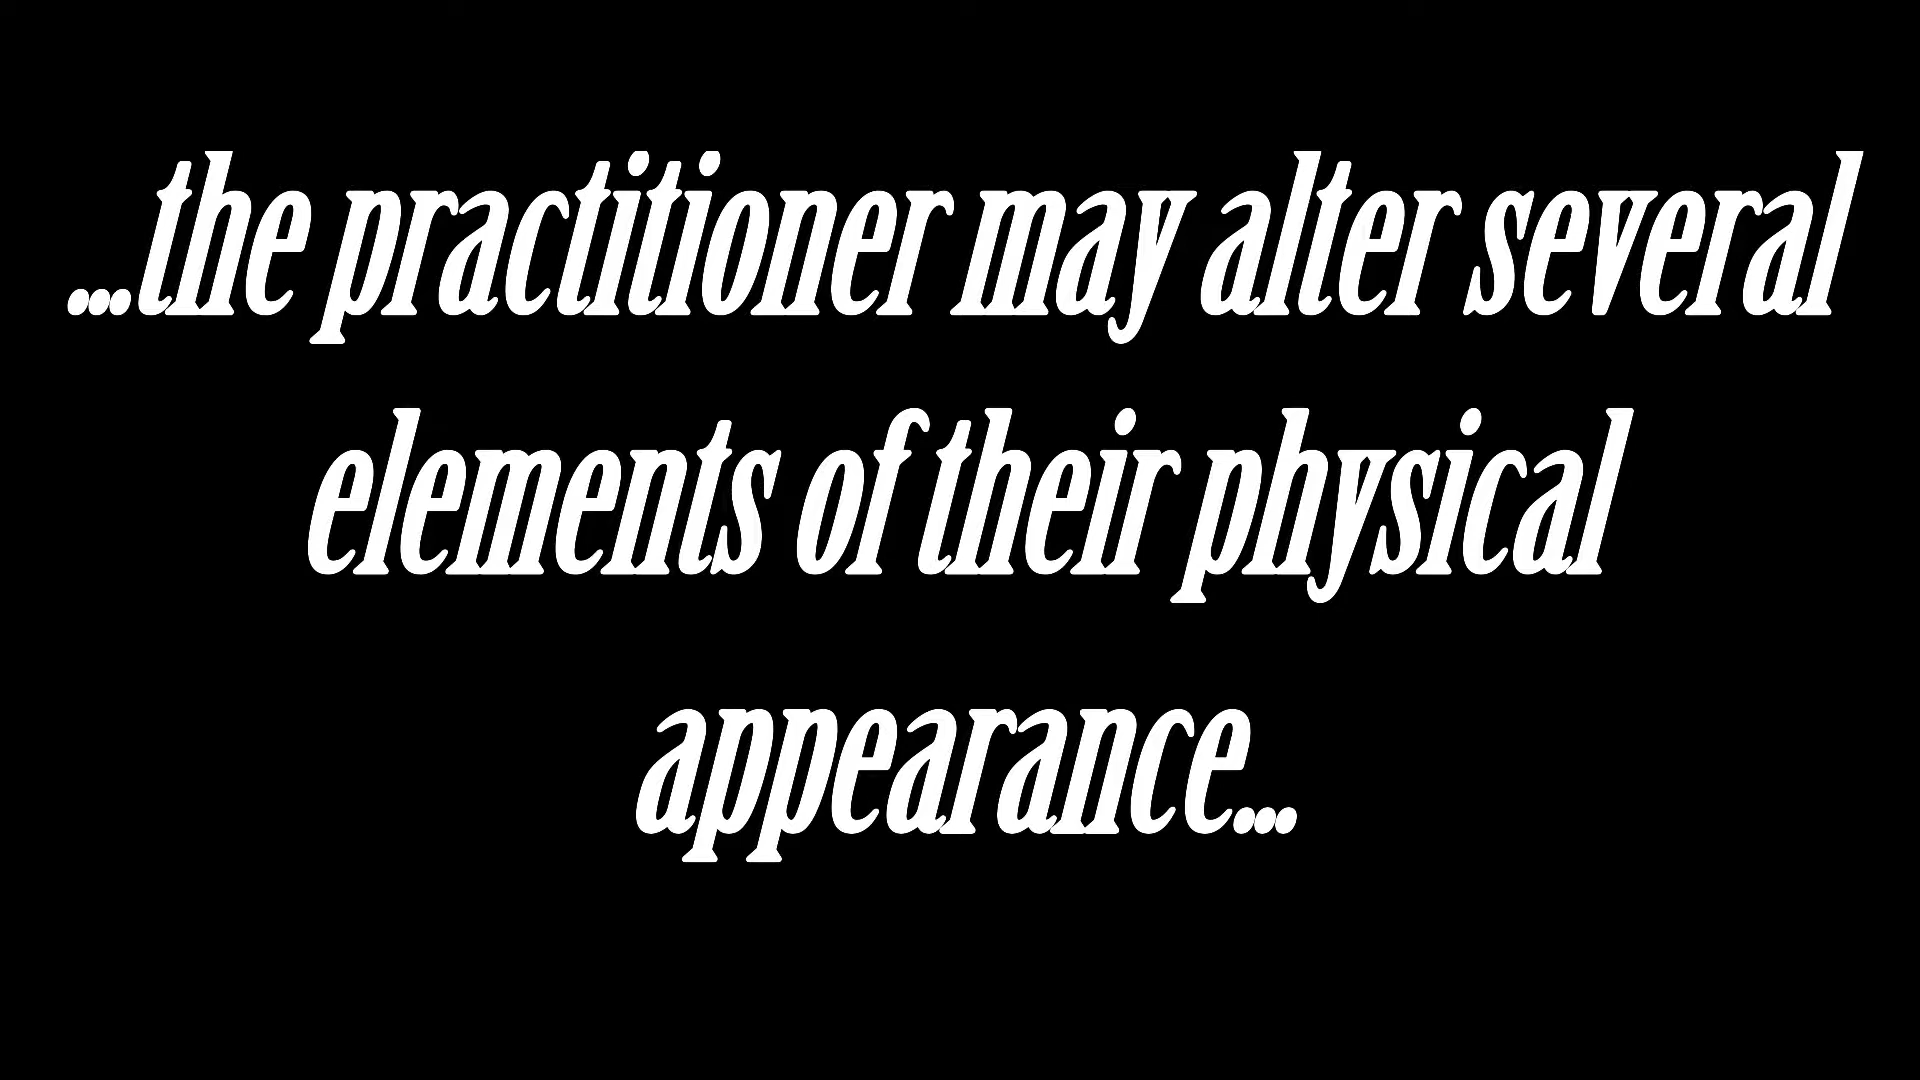 ...the practitioner may alter several
elements of their physical
appearance...